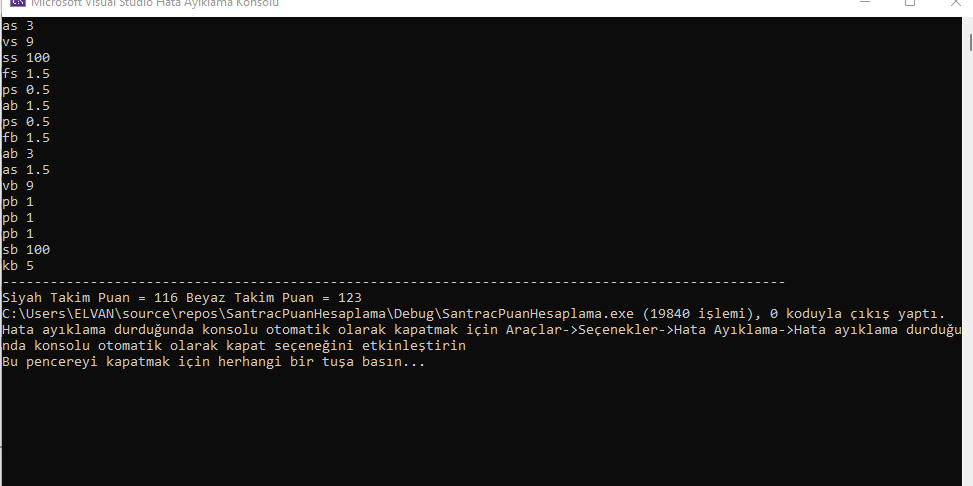 Microsoft Visual Studio Hata Ayıklama Konsolu
as 3
vs 9
ss 100
fs 1.5
ps 0.5
ab 1.5
ps 0.5
fb 1.5
ab 3
as 1.5
vb 9
pb 1
pb 1
pb 1
sb 100
kb 5
--------------------------------------------------------------------------------------------------
Siyah Takim Puan = 116 Beyaz Takim Puan = 123
C:\Users\ELVAN\source\repos\SantracPuanHesaplama\Debug\SantracPuanHesaplama.exe (19840 işlemi), 0 koduyla çıkış yaptı.
Hata ayıklama durduğunda konsolu otomatik olarak kapatmak için Araçlar->Seçenekler->Hata Ayıklama->Hata ayıklama durduğu
nda konsolu otomatik olarak kapat seçeneğini etkinleştirin
Bu pencereyi kapatmak için herhangi bir tuşa basın...